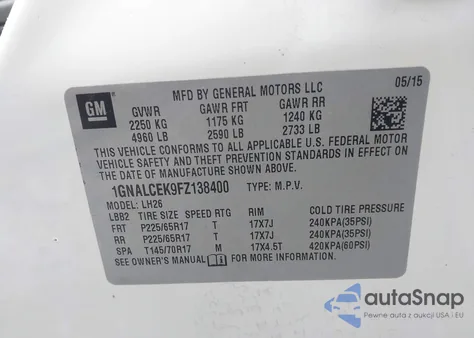 MFD BY GENERAL MOTORS LLC 05/15
GM
GVWR GAWR FRT GAWR RR
2250 KG 1175 KG 1240 KG
4960 LB 2590 LB 2733 LB
THIS VEHICLE CONFORMS TO ALL APPLICABLE U.S. FEDERAL MOTOR
VEHICLE SAFETY, BUMPER, AND THEFT PREVENTION STANDARDS IN EFFECT ON
THE DATE OF MANUFACTURE SHOWN ABOVE.
1GNALCEK9FZ138400 TYPE: M.P.V.
MODEL: LH26
LBB2 TIRE SIZE SPEED RTG RIM COLD TIRE PRESSURE
FRT P225/65R17 T 17X7J 240KPA(35PSI)
RR P225/65R17 T 17X7J 240KPA(35PSI)
SPA T145/70R17 M 17X4.5T 420KPA(60PSI)
SEE OWNER'S MANUAL FOR MORE INFORMATION
autoSnap
Pewne auta z dostawą USA i EU